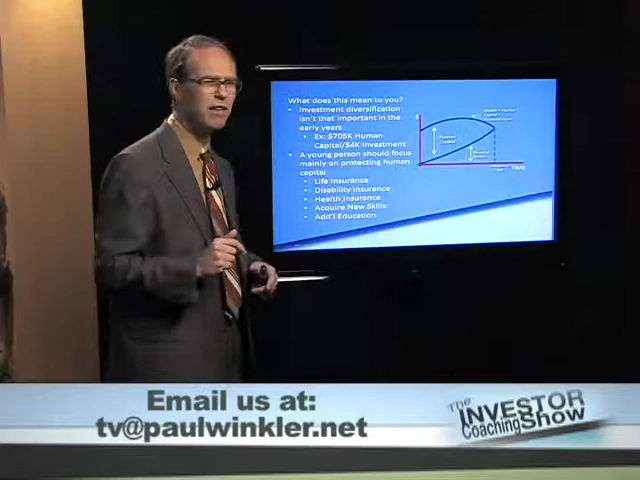 What does this mean to you?
• Investment diversification
isn't that important in the
early years
• Ex: $705K Human
Capital/$4K Investment
• A young person should focus
mainly on protecting human
capital
• Life Insurance
• Disability Insurance
• Health Insurance
• Acquire New Skills
• Add'l Education
$
Human
Capital
TIME
Email us at:
tv@paulwinkler.net
The
INVESTOR
CoachingSHOW